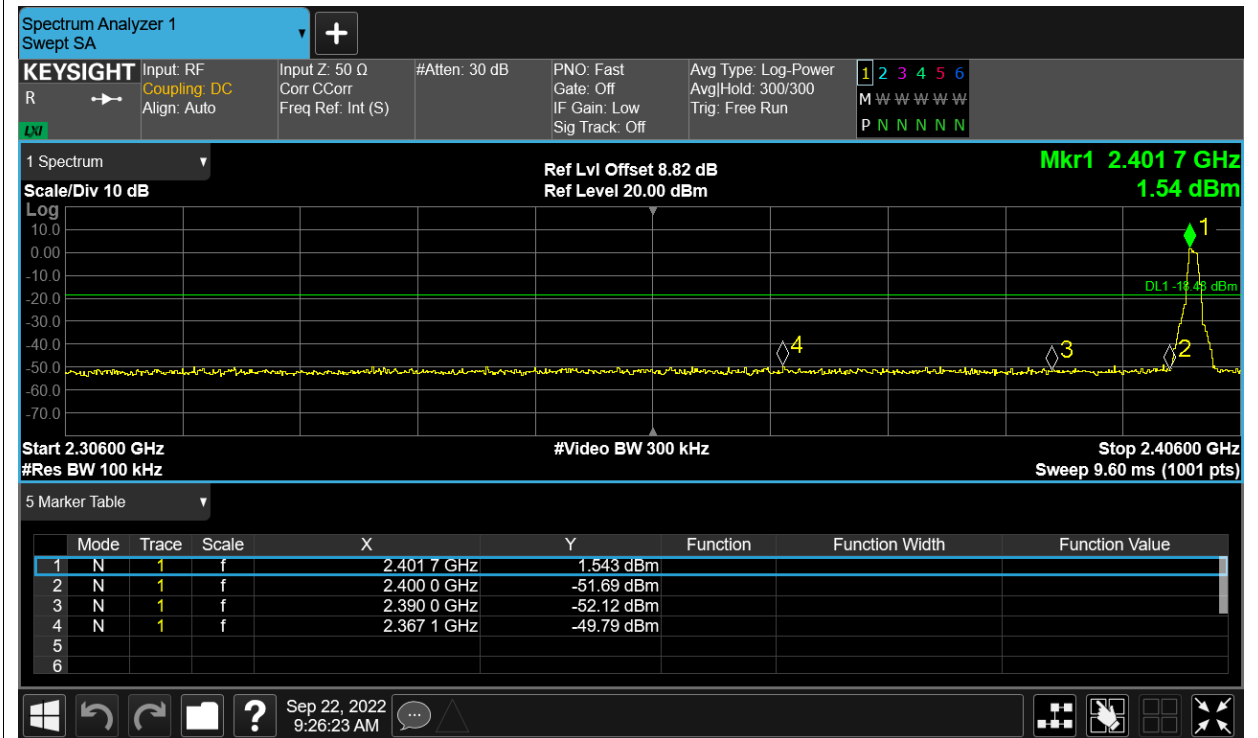 Spectrum Analyzer 1
Swept SA
+
KEYSIGHT
R
LXI
Input: RF
Coupling: DC
Align: Auto
Input Z: 50 Ω
Corr CCorr
Freq Ref: Int (S)
#Atten: 30 dB
PNO: Fast
Gate: Off
IF Gain: Low
Sig Track: Off
Avg Type: Log-Power
Avg|Hold: 300/300
Trig: Free Run
1 2 3 4 5 6
M W W W W W
P N N N N N
1 Spectrum
Scale/Div 10 dB
Ref Lvl Offset 8.82 dB
Ref Level 20.00 dBm
Mkr1 2.401 7 GHz
1.54 dBm
Log
10.0
0.00
-10.0
-20.0
-30.0
-40.0
-50.0
-60.0
-70.0
1
DL1 -18.46 dBm
4
3
2
Start 2.30600 GHz
#Video BW 300 kHz
Stop 2.40600 GHz
#Res BW 100 kHz
Sweep 9.60 ms (1001 pts)
5 Marker Table
Mode Trace Scale X Y Function Function Width Function Value
1 N 1 f 2.401 7 GHz 1.543 dBm
2 N 1 f 2.400 0 GHz -51.69 dBm
3 N 1 f 2.390 0 GHz -52.12 dBm
4 N 1 f 2.367 1 GHz -49.79 dBm
5
6
?
Sep 22, 2022
9:26:23 AM